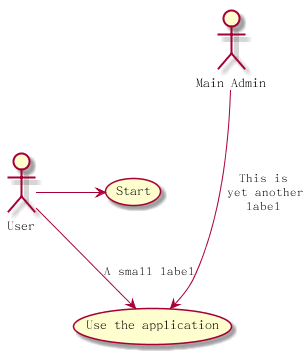 Main Admin
This is
yet another
label
Start
User
A small label
Use the application